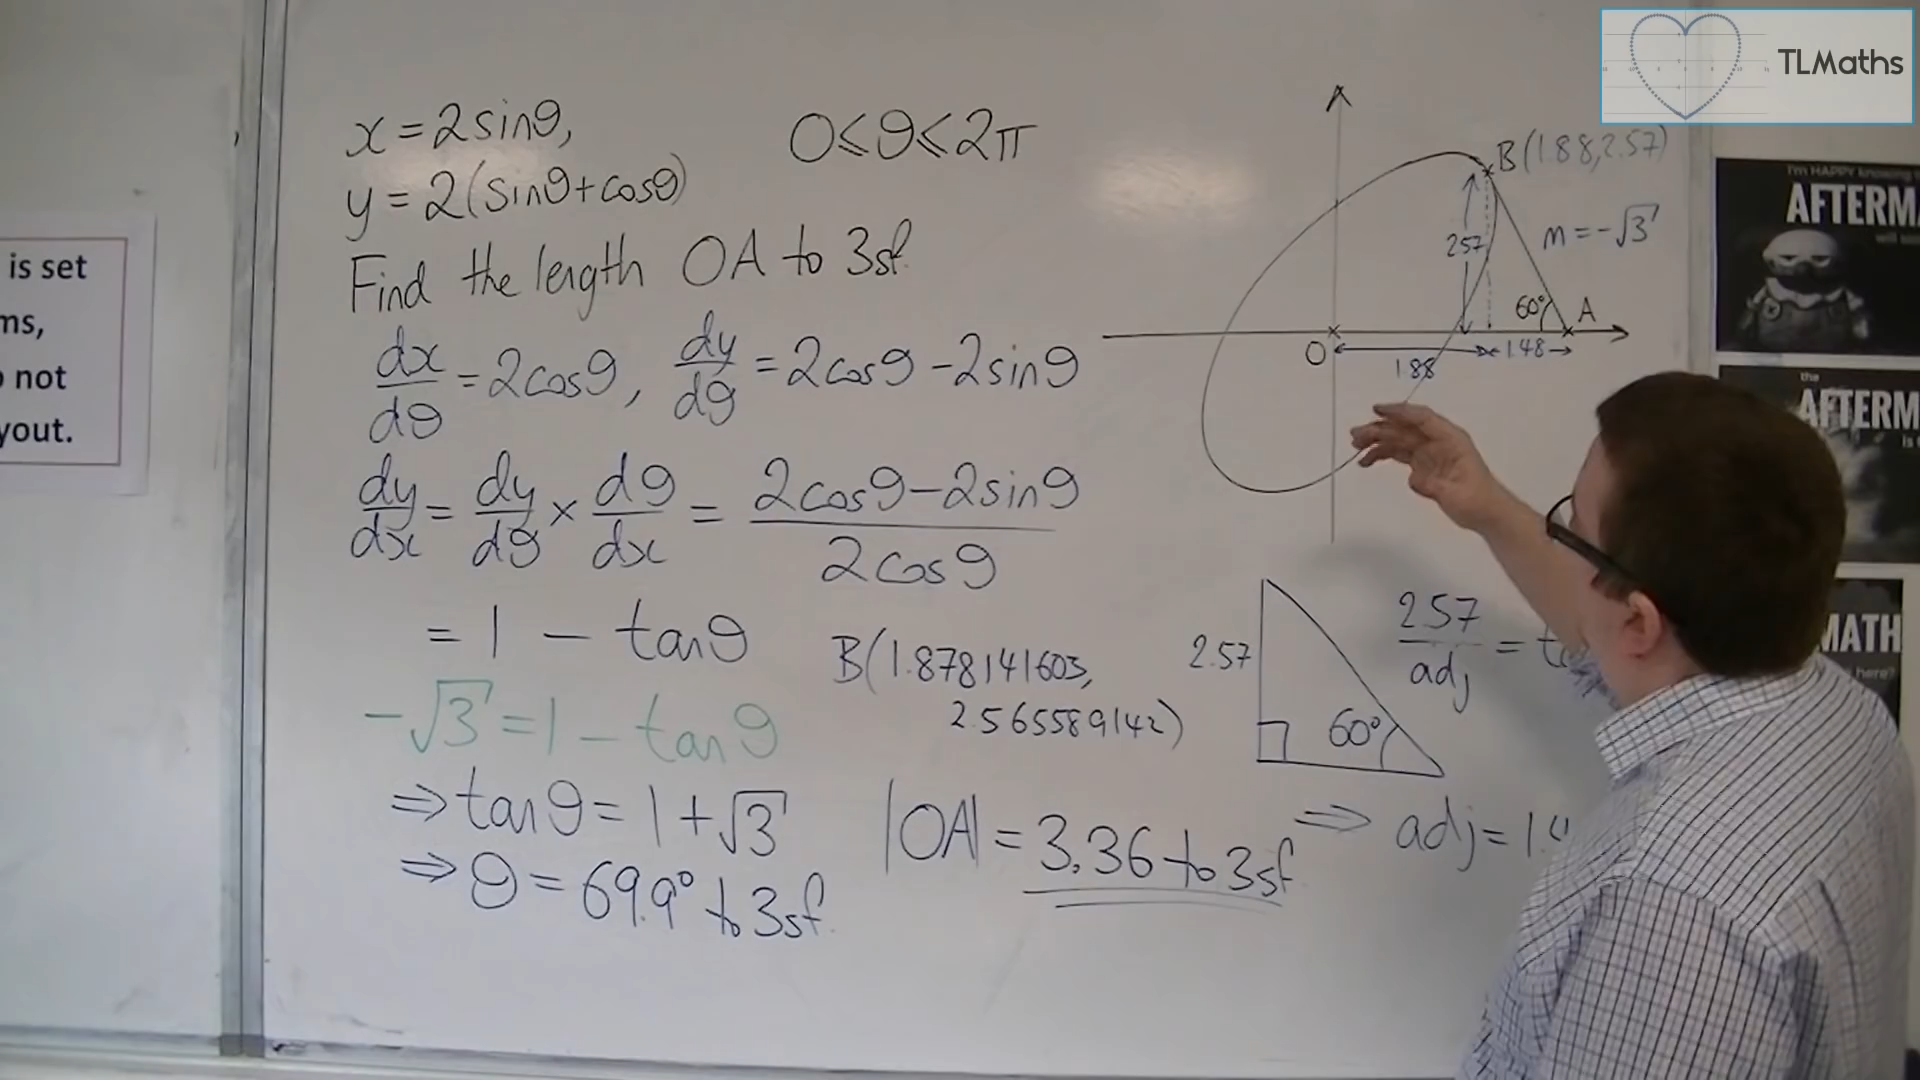 TLMaths
x = 2sinθ,
0 ⩽ θ ⩽ 2π
y = 2(sinθ + cosθ)
Find the length OA to 3sf.
dx/dθ = 2cosθ, dy/dθ = 2cosθ - 2sinθ
dy/dx = dy/dθ × dθ/dx = (2cosθ - 2sinθ)/(2cosθ)
= 1 - tanθ
-√3 = 1 - tanθ
⇒ tanθ = 1 + √3
⇒ θ = 69.9° to 3sf.
B(1.878141603,
2.565589142)
|OA| = 3.36 to 3sf
B(1.88, 2.57)
m = -√3
2.57
60°
A
O
1.88
1.48
2.57
60°
2.57/adj =
⇒ adj =
is set
not
AFTERM
the
AFTERM
MATH
here?